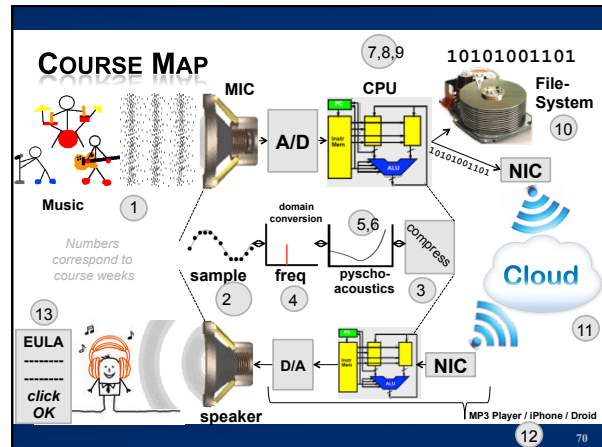 COURSE MAP
7,8,9
10101001101
MIC
CPU
File-
System
10
PC
Instr
Mem
ALU
A/D
10101001101
NIC
Music
1
Numbers
correspond to
course weeks
domain
conversion
5,6
compress
sample
freq
pyscho-
acoustics
2
4
3
Cloud
11
13
EULA
--------
--------
click
OK
PC
Instr
Mem
ALU
D/A
NIC
speaker
MP3 Player / iPhone / Droid
12
70